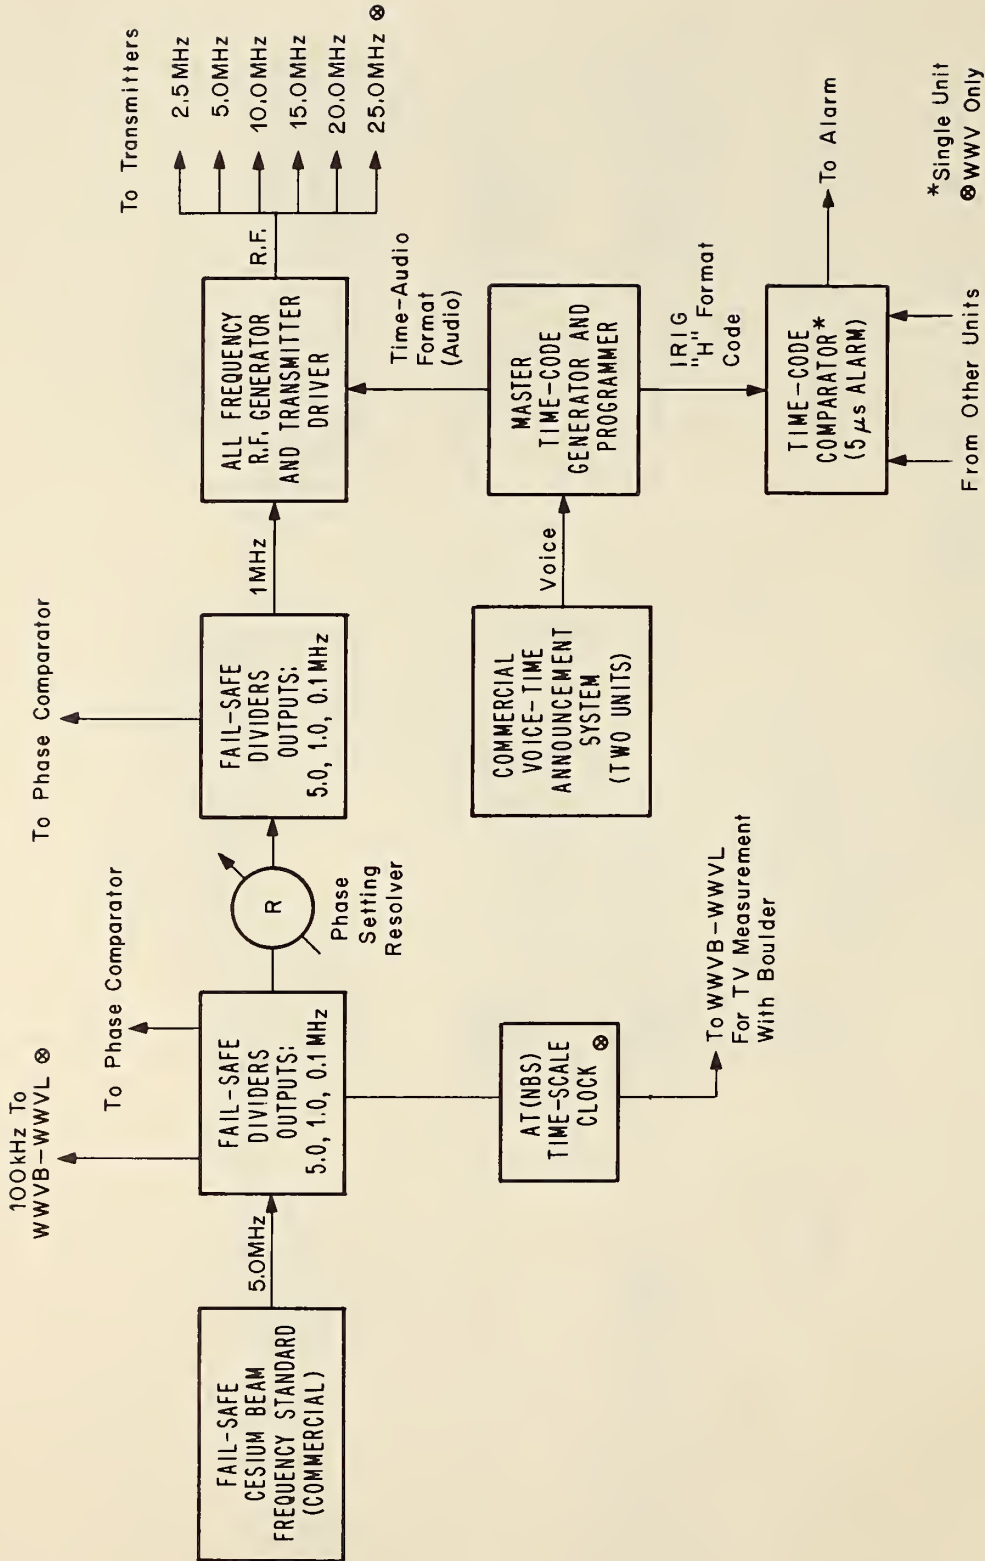 FAIL-SAFE
CESIUM BEAM
FREQUENCY STANDARD
(COMMERCIAL)
5.0MHz
100kHz To
WWVB-WWVL ⊗
To Phase Comparator
FAIL-SAFE
DIVIDERS
OUTPUTS:
5.0, 1.0, 0.1 MHz
AT(NBS)
TIME-SCALE
CLOCK ⊗
To WWVB-WWVL
For TV Measurement
With Boulder
R
Phase
Setting
Resolver
To Phase Comparator
FAIL-SAFE
DIVIDERS
OUTPUTS:
5.0, 1.0, 0.1 MHz
1MHz
COMMERCIAL
VOICE-TIME
ANNOUNCEMENT
SYSTEM
(TWO UNITS)
Voice
ALL FREQUENCY
R.F. GENERATOR
AND TRANSMITTER
DRIVER
R.F.
Time-Audio
Format
(Audio)
MASTER
TIME-CODE
GENERATOR AND
PROGRAMMER
IRIG
"H" Format
Code
TIME-CODE
COMPARATOR*
(5 μs ALARM)
From Other Units
To Alarm
To Transmitters
2.5MHz
5.0MHz
10.0MHz
15.0MHz
20.0MHz
25.0MHz ⊗
*Single Unit
⊗ WWV Only